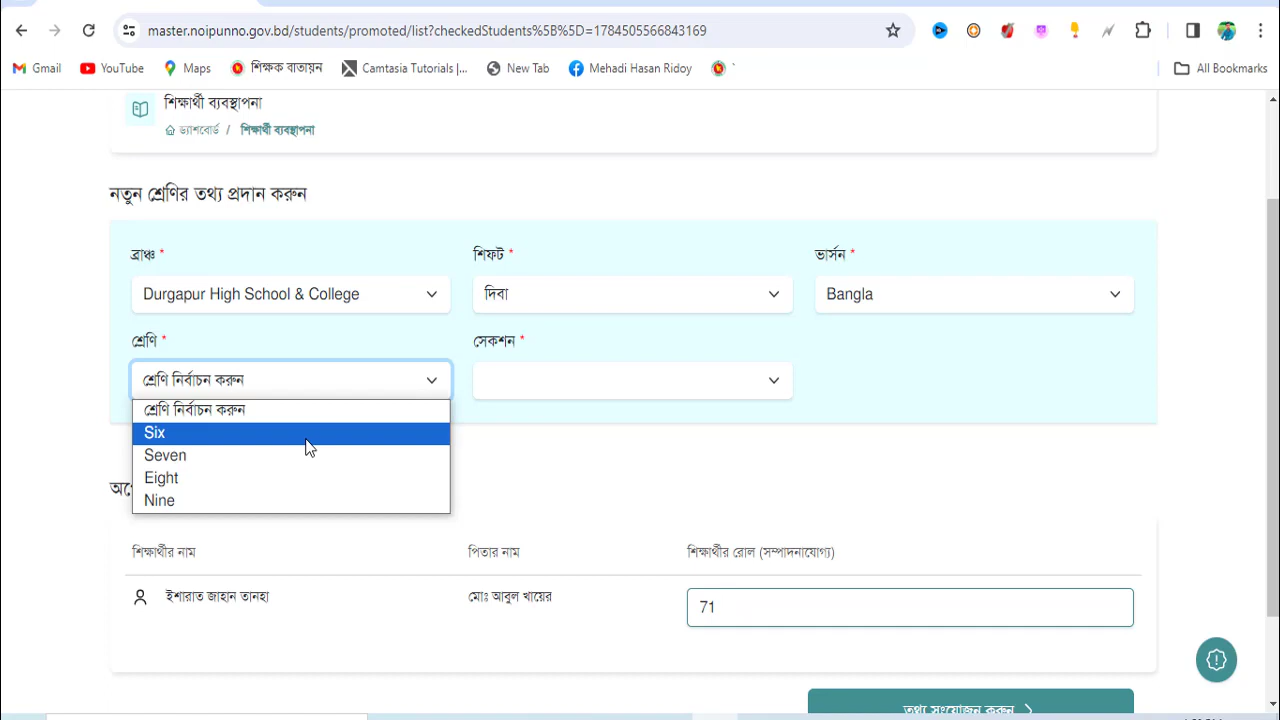 master.noipunno.gov.bd/students/promoted/list?checkedStudents%5B%5D=1784505566843169
Gmail YouTube Maps শিক্ষক বাতায়ন Camtasia Tutorials |... New Tab Mehadi Hasan Ridoy ` All Bookmarks
শিক্ষার্থী ব্যবস্থাপনা
ড্যাশবোর্ড / শিক্ষার্থী ব্যবস্থাপনা
নতুন শ্রেণির তথ্য প্রদান করুন
ব্রাঞ্চ * শিফট * ভার্সন *
Durgapur High School & College দিবা Bangla
শ্রেণি * সেকশন *
শ্রেণি নির্বাচন করুন
শ্রেণি নির্বাচন করুন
Six
Seven
Eight
Nine
শিক্ষার্থীর নাম পিতার নাম শিক্ষার্থীর রোল (সম্পাদনাযোগ্য)
ইশারাত জাহান তানহা মোঃ আবুল খায়ের 71
তথ্য সংযোজন করুন >